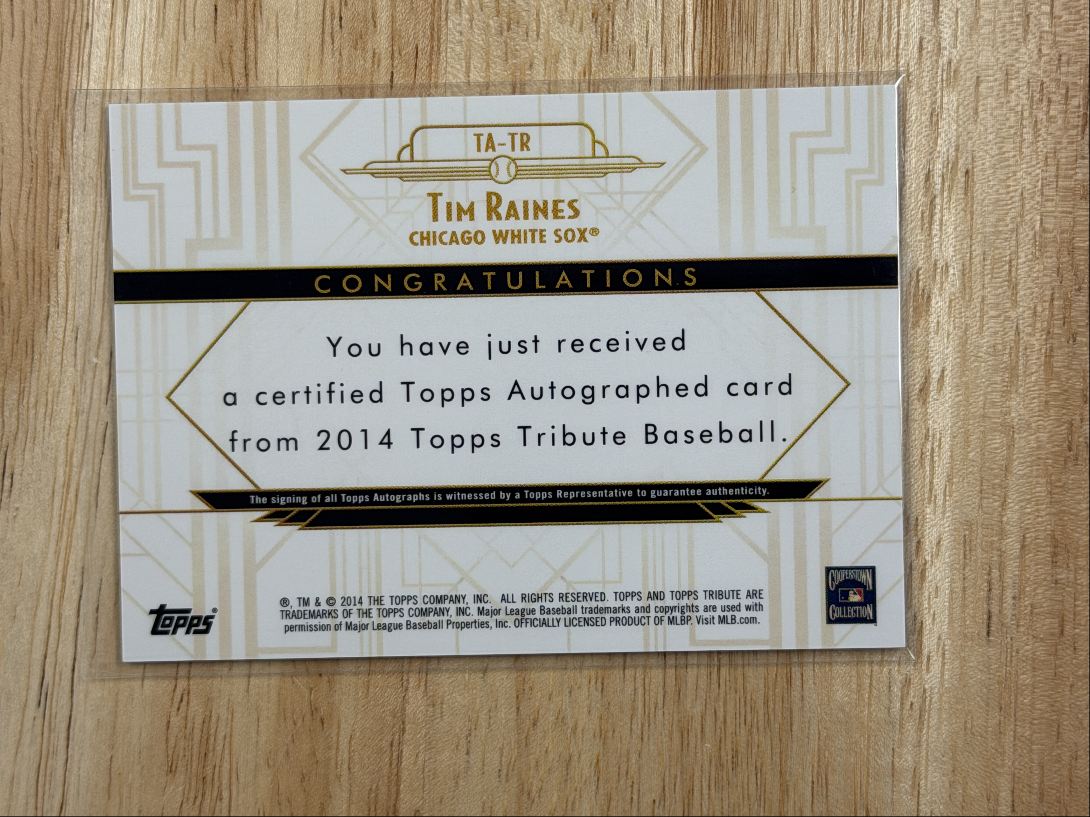 TA-TR
TIM RAINES
CHICAGO WHITE SOX®
CONGRATULATIONS
You have just received
a certified Topps Autographed card
from 2014 Topps Tribute Baseball.
The signing of all Topps Autographs is witnessed by a Topps Representative to guarantee authenticity.
®, TM & © 2014 THE TOPPS COMPANY, INC. ALL RIGHTS RESERVED. TOPPS AND TOPPS TRIBUTE ARE
TRADEMARKS OF THE TOPPS COMPANY, INC. Major League Baseball trademarks and copyrights are used with
permission of Major League Baseball Properties, Inc. OFFICIALLY LICENSED PRODUCT OF MLBP. Visit MLB.com.
Topps®
COOPERSTOWN
COLLECTION